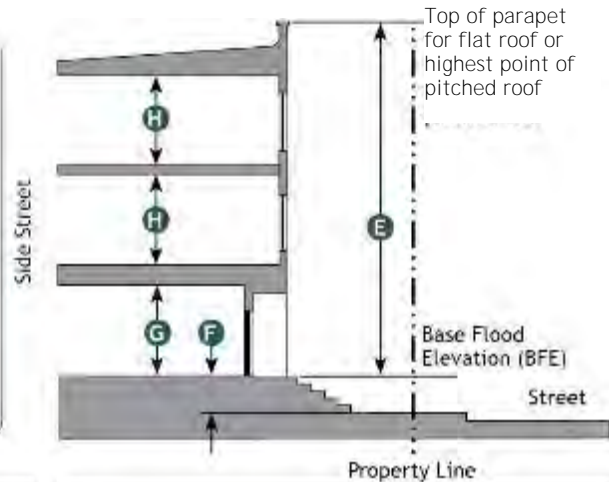 Top of parapet
for flat roof or
highest point of
pitched roof
H
Side Street
H
E
G
F
Base Flood
Elevation (BFE)
Street
Property Line